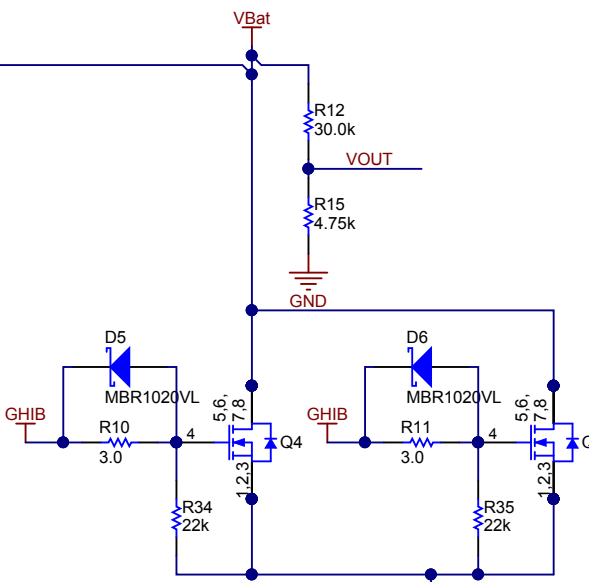 VBat
R12
30.0k
VOUT
R15
4.75k
GND
D5
MBR1020VL
GHIB
R10
3.0
4
5,6,
7,8
Q4
1,2,3
R34
22k
D6
MBR1020VL
GHIB
R11
3.0
4
5,6,
7,8
1,2,3
R35
22k